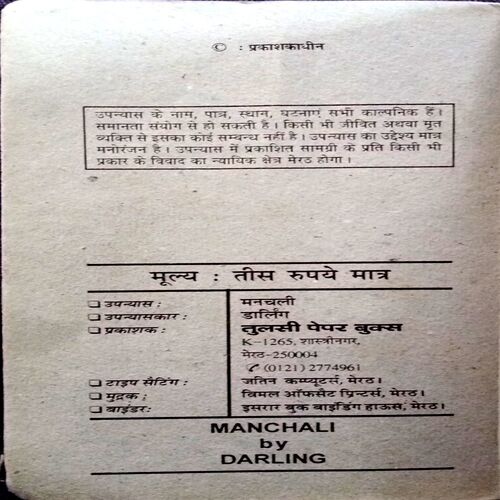 © : प्रकाशकाधीन
उपन्यास के नाम, पात्र, स्थान, घटनाएं सभी काल्पनिक हैं।
समानता संयोग से हो सकती है। किसी भी जीवित अथवा मृत
व्यक्ति से इसका कोई सम्बन्ध नहीं है। उपन्यास का उद्देश्य मात्र
मनोरंजन है। उपन्यास में प्रकाशित सामग्री के प्रति किसी भी
प्रकार के विवाद का न्यायिक क्षेत्र मेरठ होगा।
मूल्य : तीस रुपये मात्र
❑ उपन्यास : मनचली
❑ उपन्यासकार : डार्लिंग
❑ प्रकाशक : तुलसी पेपर बुक्स
K-1265, शास्त्रीनगर,
मेरठ-250004
✆ (0121) 2774961
❑ टाइप सैटिंग : जतिन कम्प्यूटर्स, मेरठ।
❑ मुद्रक : विमल ऑफसैट प्रिन्टर्स, मेरठ।
❑ बाईंडर : इसरार बुक बाइंडिंग हाऊस, मेरठ।
MANCHALI
by
DARLING